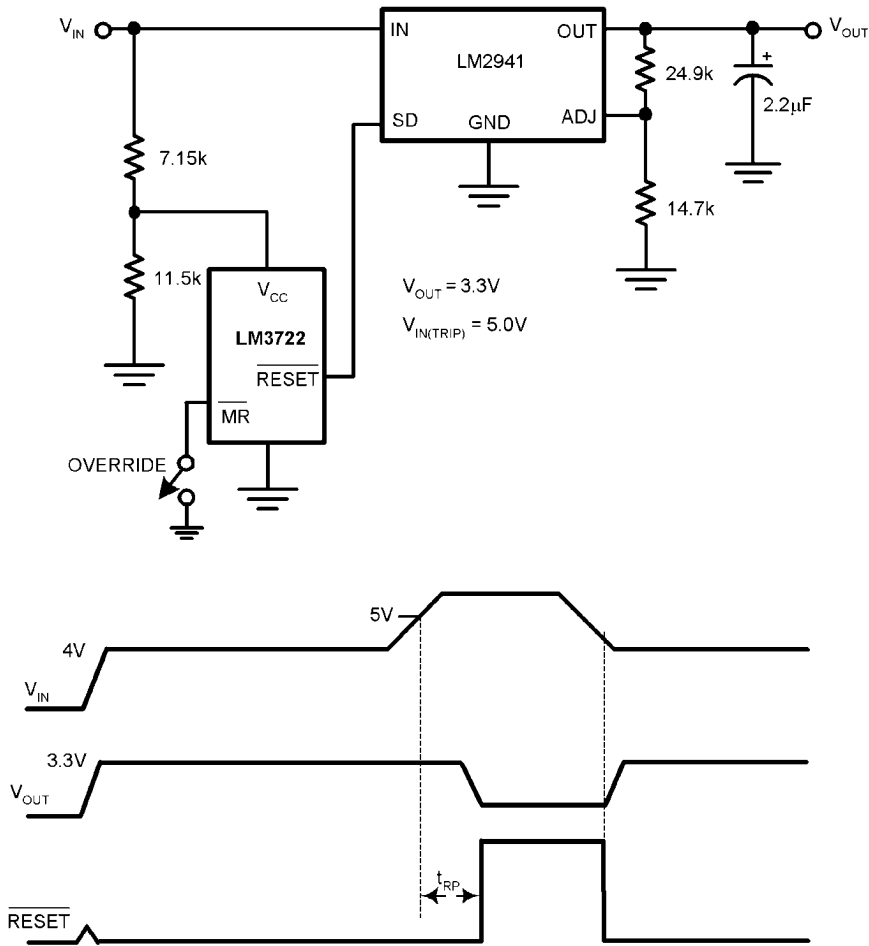 V_IN
IN
OUT
V_OUT
LM2941
24.9k
2.2µF
SD
GND
ADJ
7.15k
14.7k
11.5k
V_CC
V_OUT = 3.3V
LM3722
V_IN(TRIP) = 5.0V
RESET
MR
OVERRIDE
5V
4V
V_IN
3.3V
V_OUT
t_RP
RESET